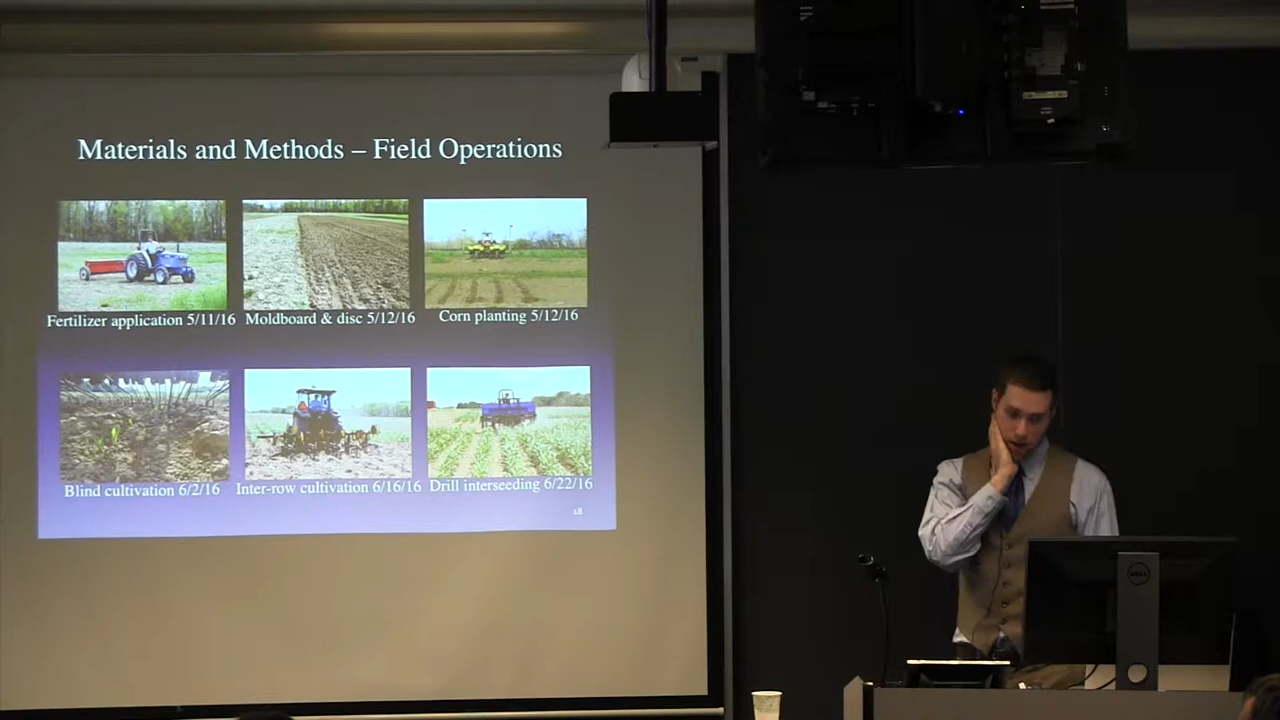 Materials and Methods – Field Operations
Fertilizer application 5/11/16
Moldboard & disc 5/12/16
Corn planting 5/12/16
Blind cultivation 6/2/16
Inter-row cultivation 6/16/16
Drill interseeding 6/22/16
18
DELL